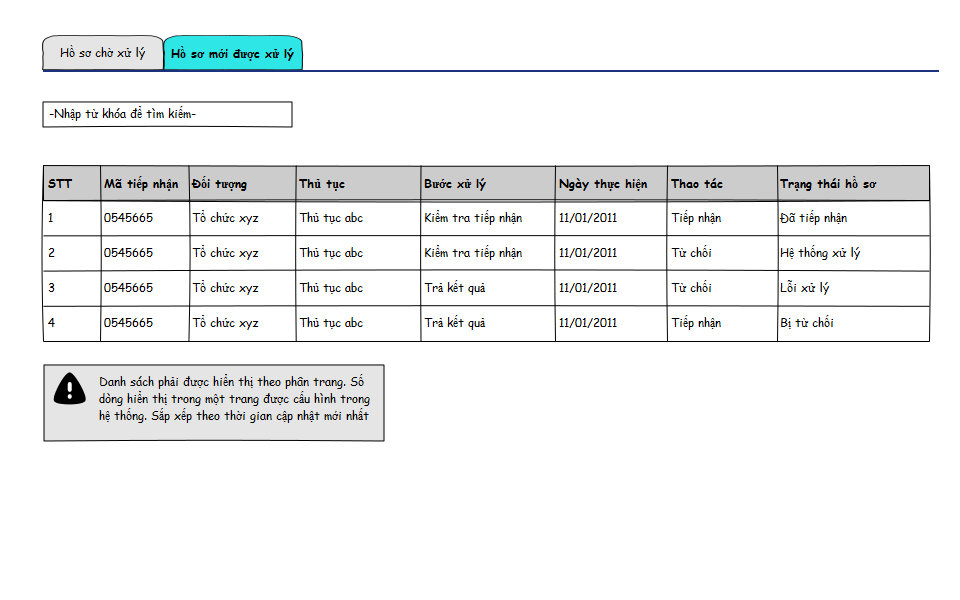 Hồ sơ chờ xử lý Hồ sơ mới được xử lý
-Nhập từ khóa để tìm kiếm-
STT Mã tiếp nhận Đối tượng Thủ tục Bước xử lý Ngày thực hiện Thao tác Trạng thái hồ sơ
1 0545665 Tổ chức xyz Thủ tục abc Kiểm tra tiếp nhận 11/01/2011 Tiếp nhận Đã tiếp nhận
2 0545665 Tổ chức xyz Thủ tục abc Kiểm tra tiếp nhận 11/01/2011 Từ chối Hệ thống xử lý
3 0545665 Tổ chức xyz Thủ tục abc Trả kết quả 11/01/2011 Từ chối Lỗi xử lý
4 0545665 Tổ chức xyz Thủ tục abc Trả kết quả 11/01/2011 Tiếp nhận Bị từ chối
Danh sách phải được hiển thị theo phân trang. Số
dòng hiển thị trong một trang được cấu hình trong
hệ thống. Sắp xếp theo thời gian cập nhật mới nhất